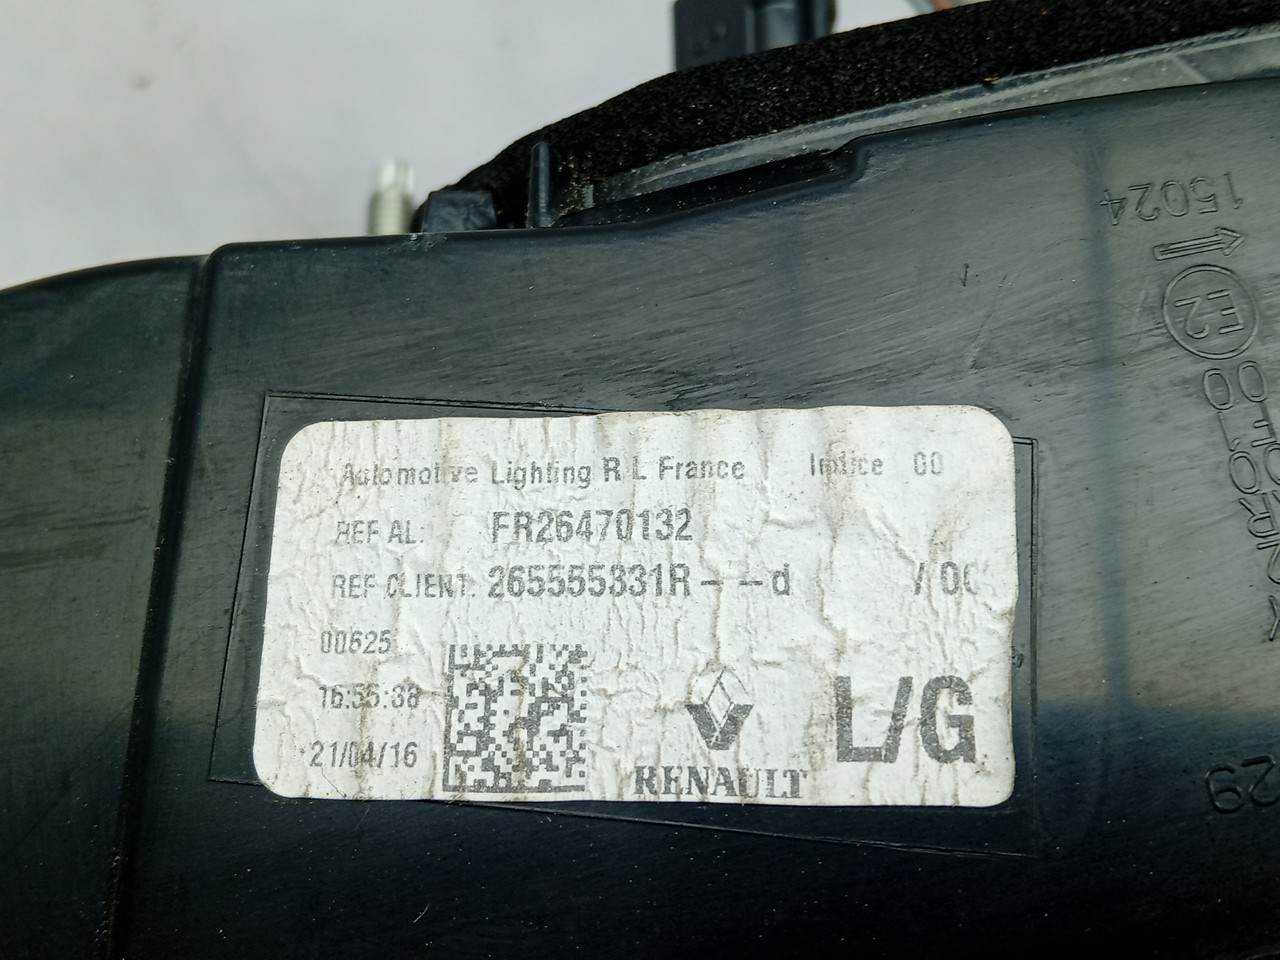 Automotive Lighting R L France Indice 00
REF AL: FR26470132
REF CLIENT: 265555331R---d /00
00625
16:55:38
21/04/16
RENAULT
L/G
15024
E2
29